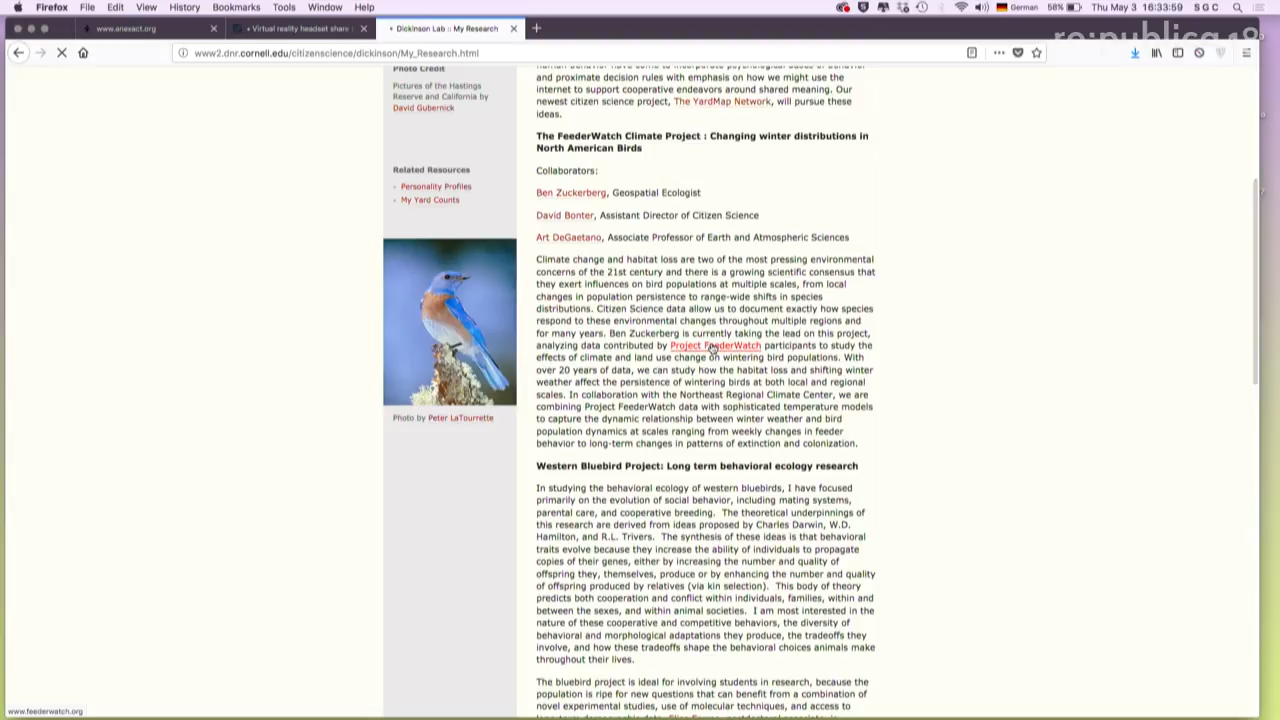 Firefox File Edit View History Bookmarks Tools Window Help
German 58% Thu May 3 16:33:59 S G C
re:publica 18
www.onexact.org
Virtual reality headset share
Dickinson Lab :: My Research
www2.dnr.cornell.edu/citizenscience/dickinson/My_Research.html
Photo Credit
Pictures of the Hastings
Reserve and California by
David Gubernick
Related Resources
Personality Profiles
My Yard Counts
Photo by Peter LaTourrette
and proximate decision rules with emphasis on how we might use the
internet to support cooperative endeavors around shared meaning. Our
newest citizen science project, The YardMap Network, will pursue these
ideas.
The FeederWatch Climate Project : Changing winter distributions in
North American Birds
Collaborators:
Ben Zuckerberg, Geospatial Ecologist
David Bonter, Assistant Director of Citizen Science
Art DeGaetano, Associate Professor of Earth and Atmospheric Sciences
Climate change and habitat loss are two of the most pressing environmental
concerns of the 21st century and there is a growing scientific consensus that
they exert influences on bird populations at multiple scales, from local
changes in population persistence to range-wide shifts in species
distributions. Citizen Science data allow us to document exactly how species
respond to these environmental changes throughout multiple regions and
for many years. Ben Zuckerberg is currently taking the lead on this project,
analyzing data contributed by Project FeederWatch participants to study the
effects of climate and land use change on wintering bird populations. With
over 20 years of data, we can study how the habitat loss and shifting winter
weather affect the persistence of wintering birds at both local and regional
scales. In collaboration with the Northeast Regional Climate Center, we are
combining Project FeederWatch data with sophisticated temperature models
to capture the dynamic relationship between winter weather and bird
population dynamics at scales ranging from weekly changes in feeder
behavior to long-term changes in patterns of extinction and colonization.
Western Bluebird Project: Long term behavioral ecology research
In studying the behavioral ecology of western bluebirds, I have focused
primarily on the evolution of social behavior, including mating systems,
parental care, and cooperative breeding. The theoretical underpinnings of
this research are derived from ideas proposed by Charles Darwin, W.D.
Hamilton, and R.L. Trivers. The synthesis of these ideas is that behavioral
traits evolve because they increase the ability of individuals to propagate
copies of their genes, either by increasing the number and quality of
offspring they, themselves, produce or by enhancing the number and quality
of offspring produced by relatives (via kin selection). This body of theory
predicts both cooperation and conflict within individuals, families, within and
between the sexes, and within animal societies. I am most interested in the
nature of these cooperative and competitive behaviors, the diversity of
behavioral and morphological adaptations they produce, the tradeoffs they
involve, and how these tradeoffs shape the behavioral choices animals make
throughout their lives.
The bluebird project is ideal for involving students in research, because the
population is ripe for new questions that can benefit from a combination of
novel experimental studies, use of molecular techniques, and access to
www.feederwatch.org